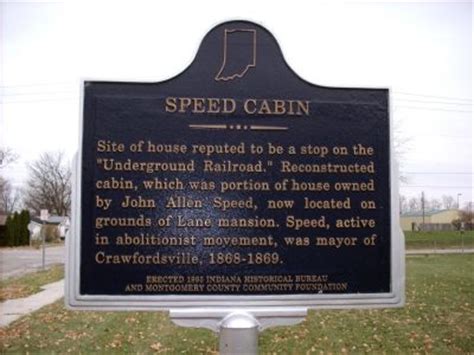 SPEED CABIN
Site of house reputed to be a stop on the
"Underground Railroad." Reconstructed
cabin, which was portion of house owned
by John Allen Speed, now located on
grounds of Lane mansion. Speed, active
in abolitionist movement, was mayor of
Crawfordsville, 1868-1869.
ERECTED 1995 INDIANA HISTORICAL BUREAU
AND MONTGOMERY COUNTY COMMUNITY FOUNDATION